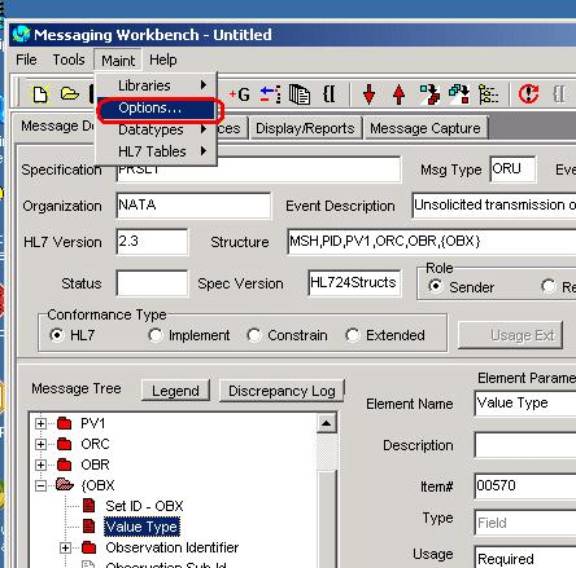 Messaging Workbench - Untitled
File Tools Maint Help
Libraries
Options...
Datatypes
HL7 Tables
+G {[ {[
Message D ces Display/Reports Message Capture
Specification PRSLT Msg Type ORU Eve
Organization NATA Event Description Unsolicited transmission o
HL7 Version 2.3 Structure MSH,PID,PV1,ORC,OBR,{OBX}
Status Spec Version HL724Structs Role Sender Re
Conformance Type
HL7 Implement Constrain Extended Usage Ext
Message Tree Legend Discrepancy Log
Element Parame
Element Name Value Type
PV1
ORC
OBR
{OBX
Set ID - OBX
Value Type
Observation Identifier
Observation Sub-Id
Description
Item# 00570
Type Field
Usage Required